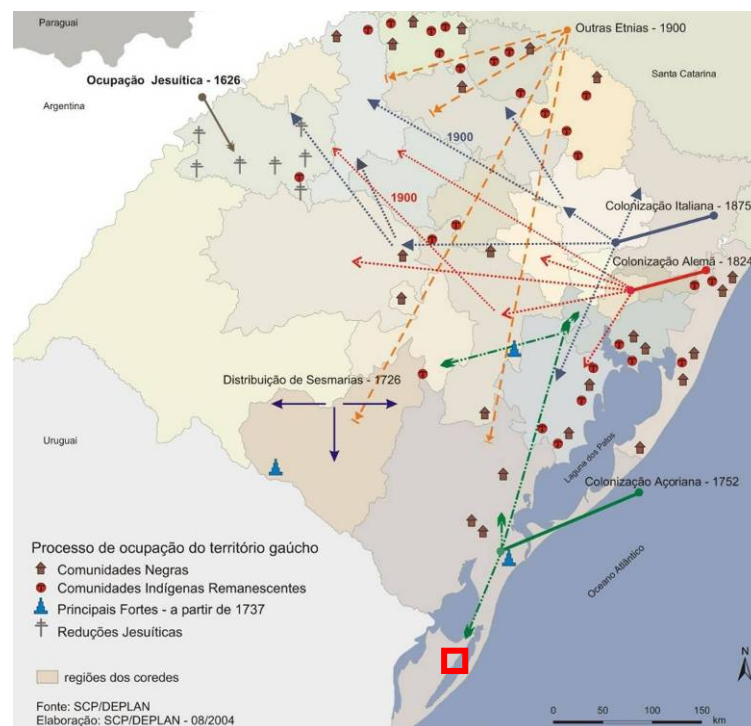 Paraguai
Outras Etnias - 1900
Ocupação Jesuítica - 1626
Santa Catarina
Argentina
1900
1900
Colonização Italiana - 1875
Colonização Alemã - 1824
Distribuição de Sesmarias - 1726
Uruguai
Laguna dos Patos
Colonização Açoriana - 1752
Oceano Atlântico
Processo de ocupação do território gaúcho
Comunidades Negras
Comunidades Indígenas Remanescentes
Principais Fortes - a partir de 1737
Reduções Jesuíticas
regiões dos coredes
N
Fonte: SCP/DEPLAN
Elaboração: SCP/DEPLAN - 08/2004
0 50 100 150
km